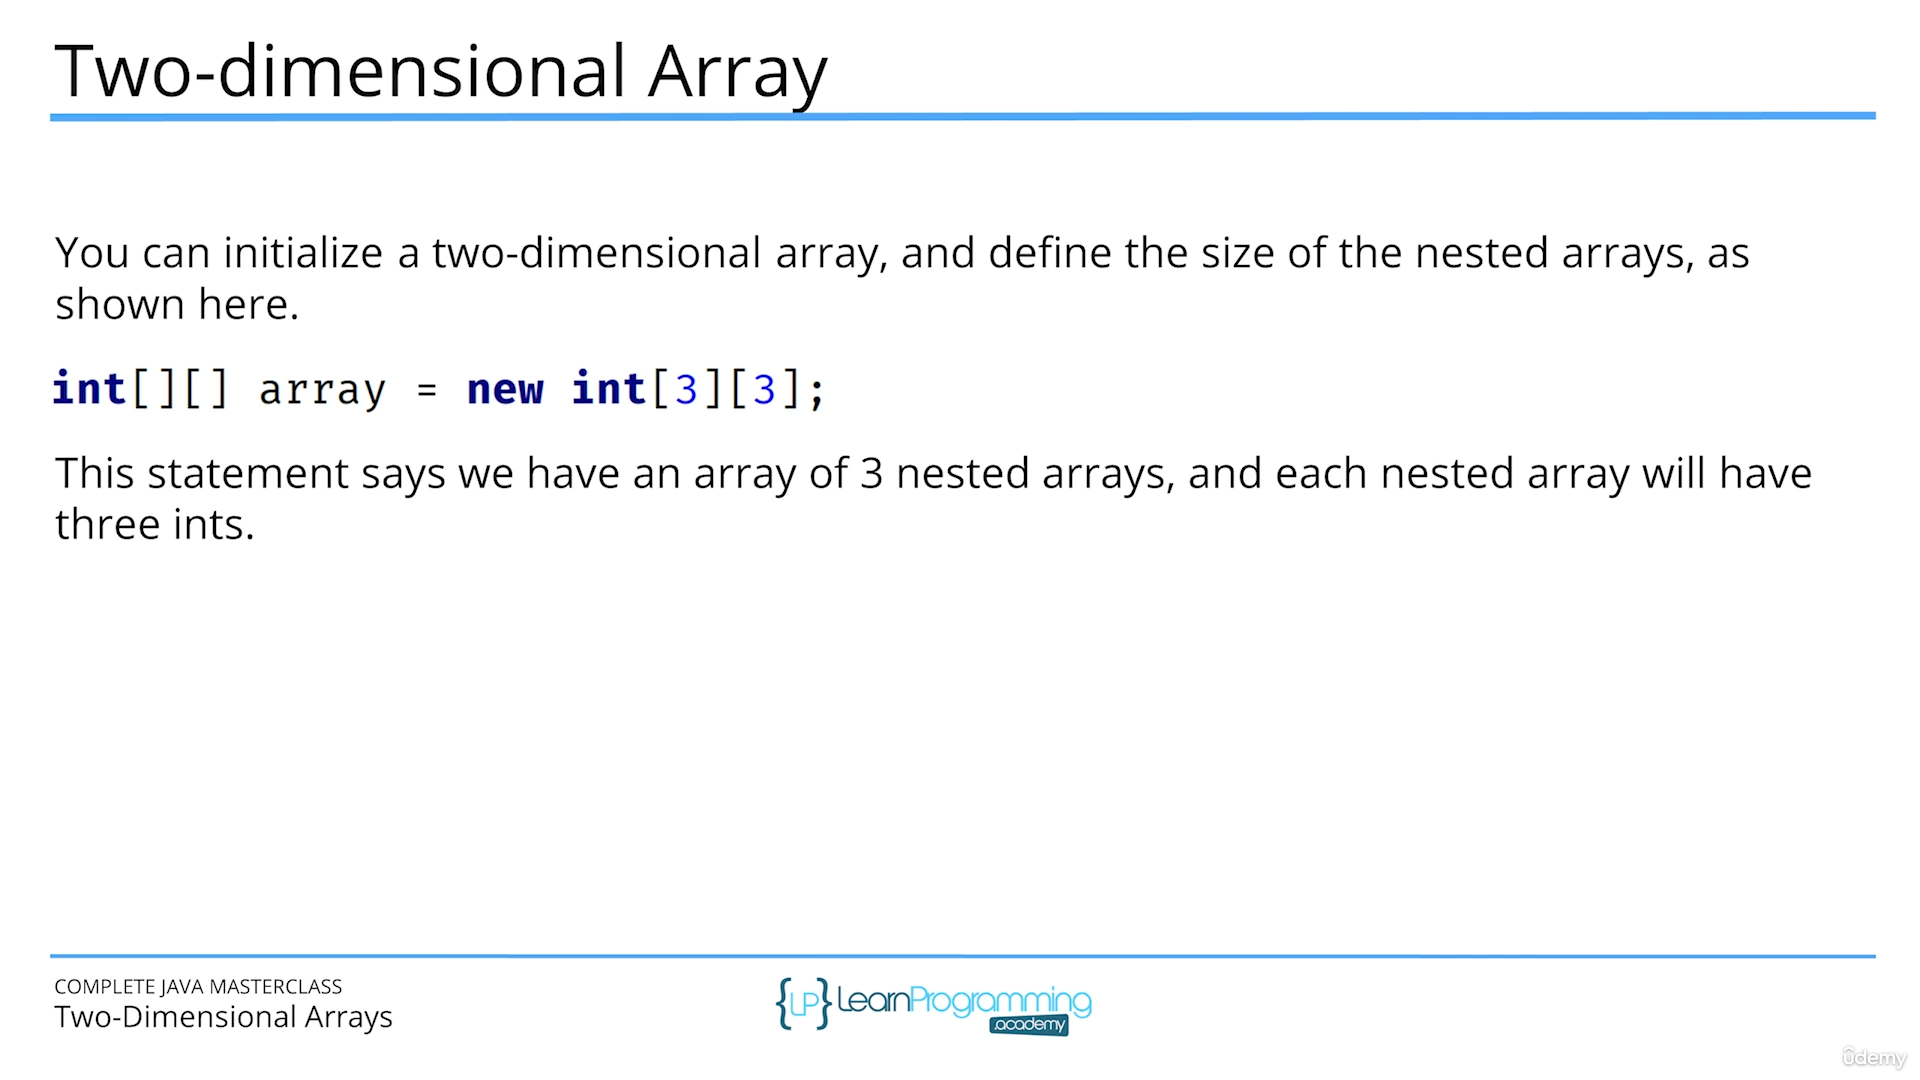 Two-dimensional Array
You can initialize a two-dimensional array, and define the size of the nested arrays, as
shown here.
int[][] array = new int[3][3];
This statement says we have an array of 3 nested arrays, and each nested array will have
three ints.
COMPLETE JAVA MASTERCLASS
Two-Dimensional Arrays
{LP} LearnProgramming
.academy
ûdemy